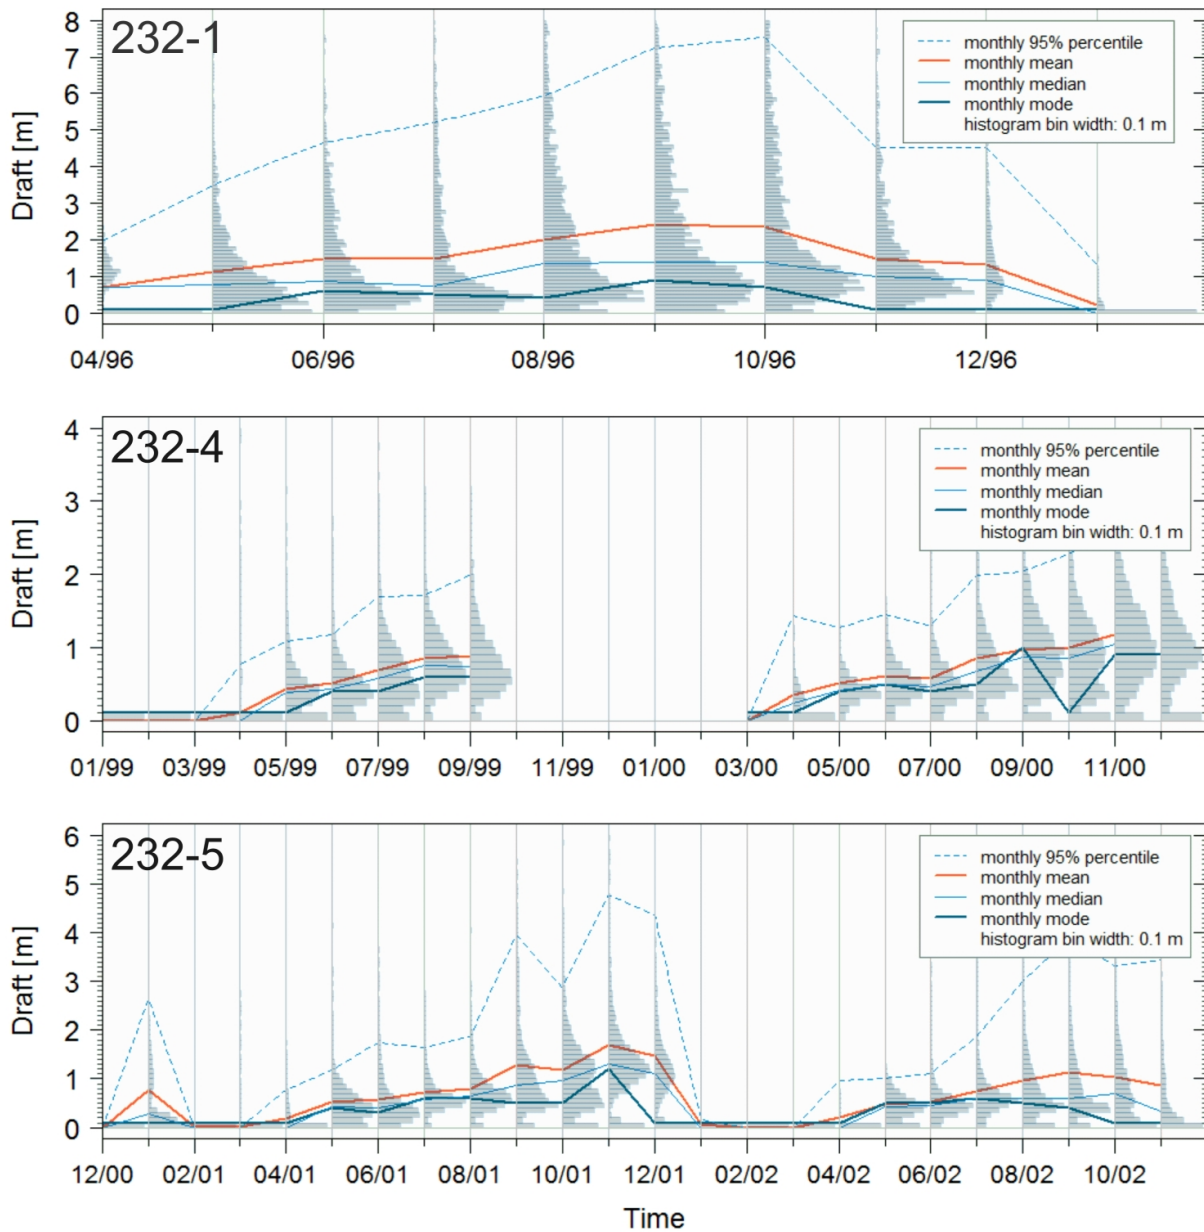 232-1
8
7
6
5
4
3
2
1
0
Draft [m]
monthly 95% percentile
monthly mean
monthly median
monthly mode
histogram bin width: 0.1 m
04/96 06/96 08/96 10/96 12/96
232-4
4
3
2
1
0
Draft [m]
monthly 95% percentile
monthly mean
monthly median
monthly mode
histogram bin width: 0.1 m
01/99 03/99 05/99 07/99 09/99 11/99 01/00 03/00 05/00 07/00 09/00 11/00
232-5
6
5
4
3
2
1
0
Draft [m]
monthly 95% percentile
monthly mean
monthly median
monthly mode
histogram bin width: 0.1 m
12/00 02/01 04/01 06/01 08/01 10/01 12/01 02/02 04/02 06/02 08/02 10/02
Time